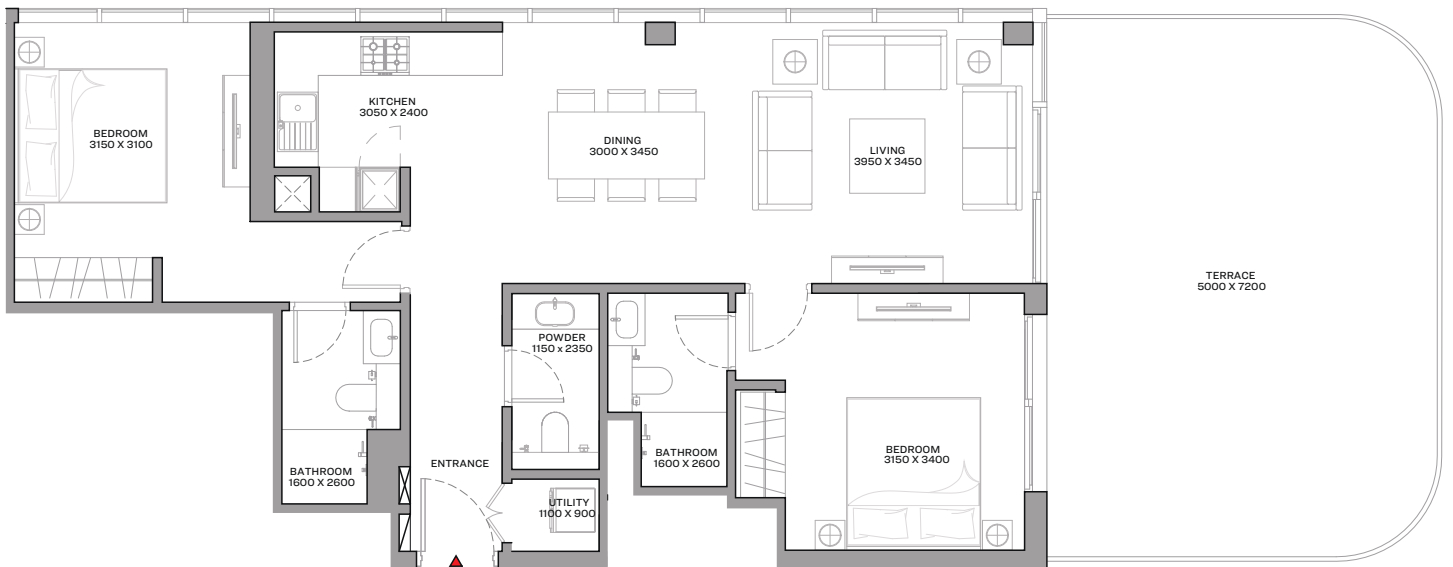 BEDROOM
3150 X 3100
KITCHEN
3050 X 2400
DINING
3000 X 3450
LIVING
3950 X 3450
TERRACE
5000 X 7200
POWDER
1150 x 2350
BATHROOM
1600 X 2600
ENTRANCE
UTILITY
1100 X 900
BATHROOM
1600 X 2600
BEDROOM
3150 X 3400